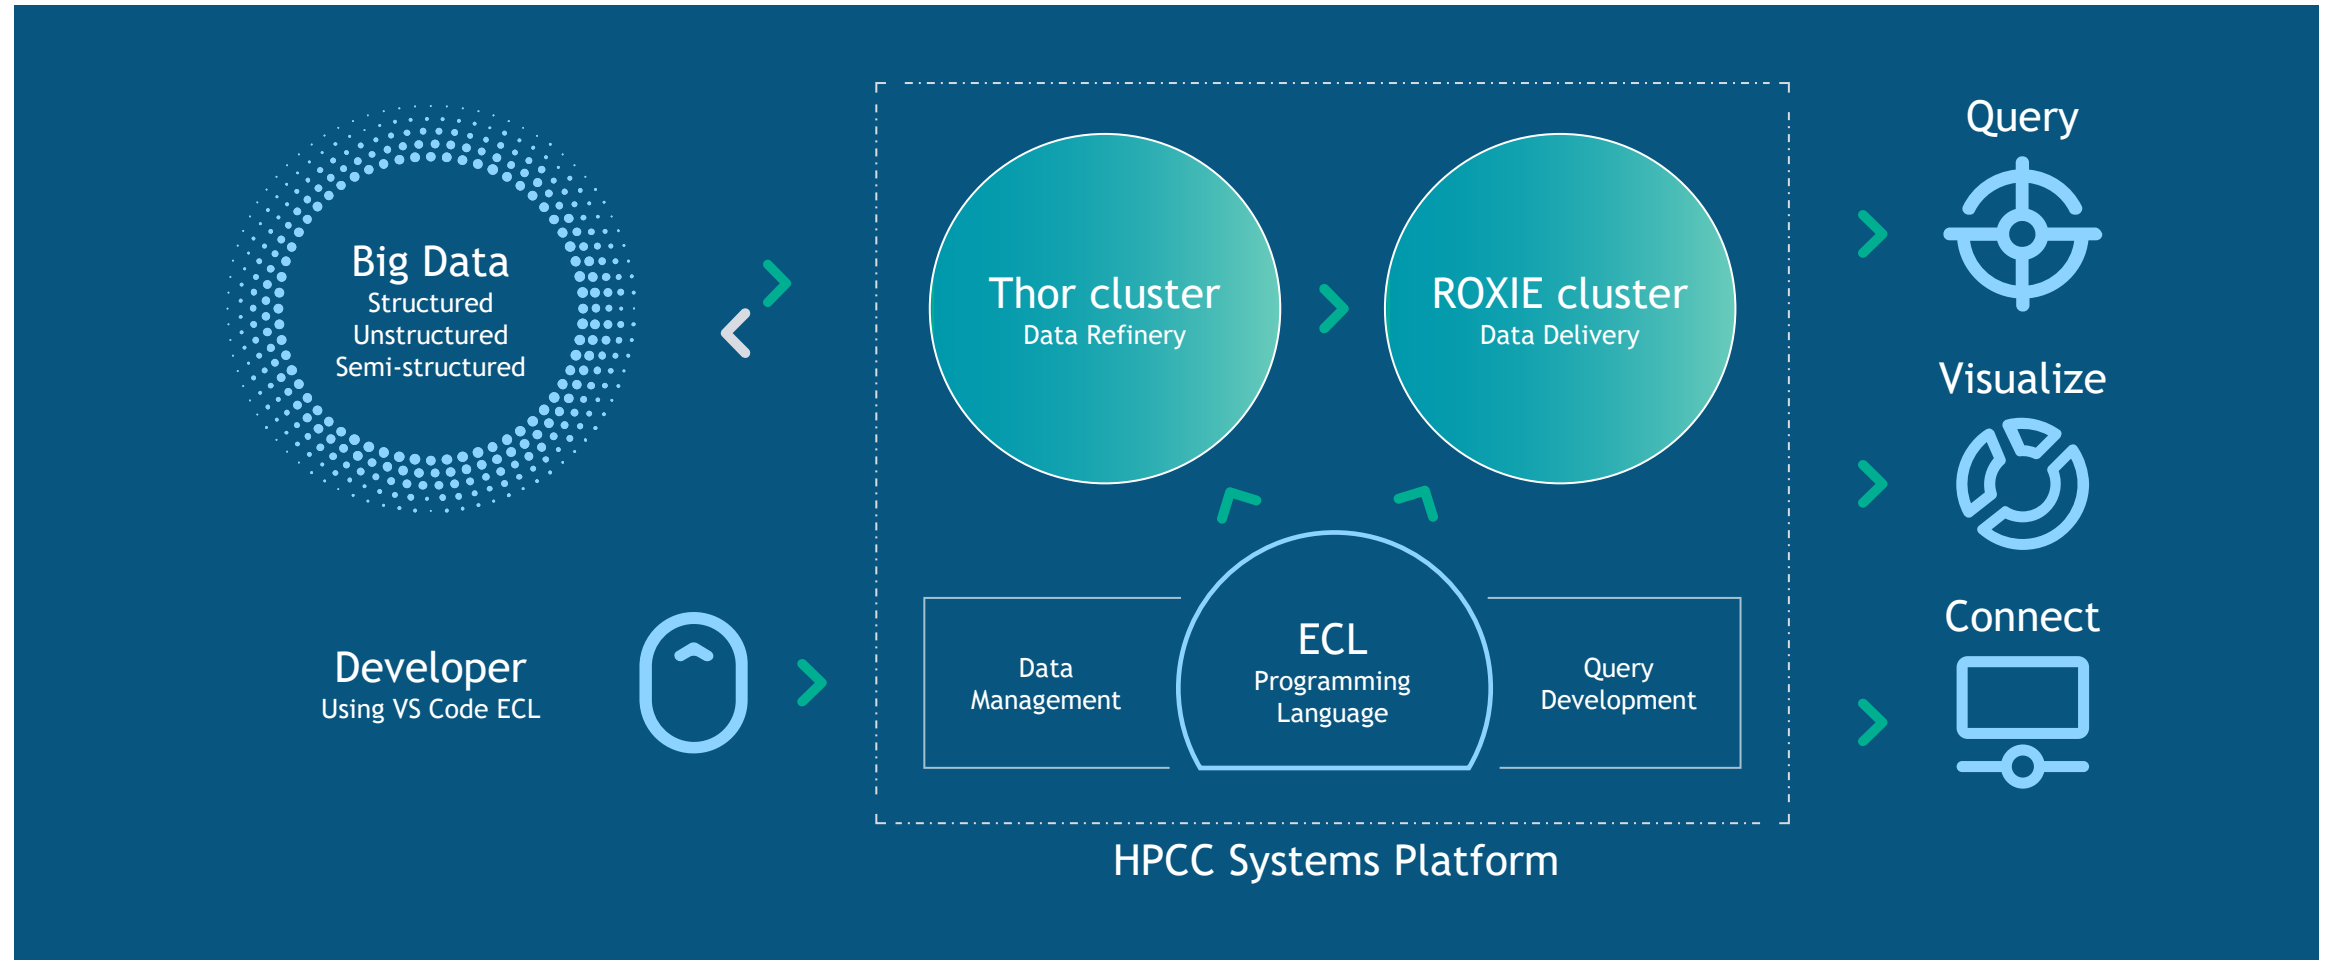 Big Data
Structured
Unstructured
Semi-structured
Developer
Using VS Code ECL
Thor cluster
Data Refinery
ROXIE cluster
Data Delivery
Data
Management
ECL
Programming
Language
Query
Development
HPCC Systems Platform
Query
Visualize
Connect